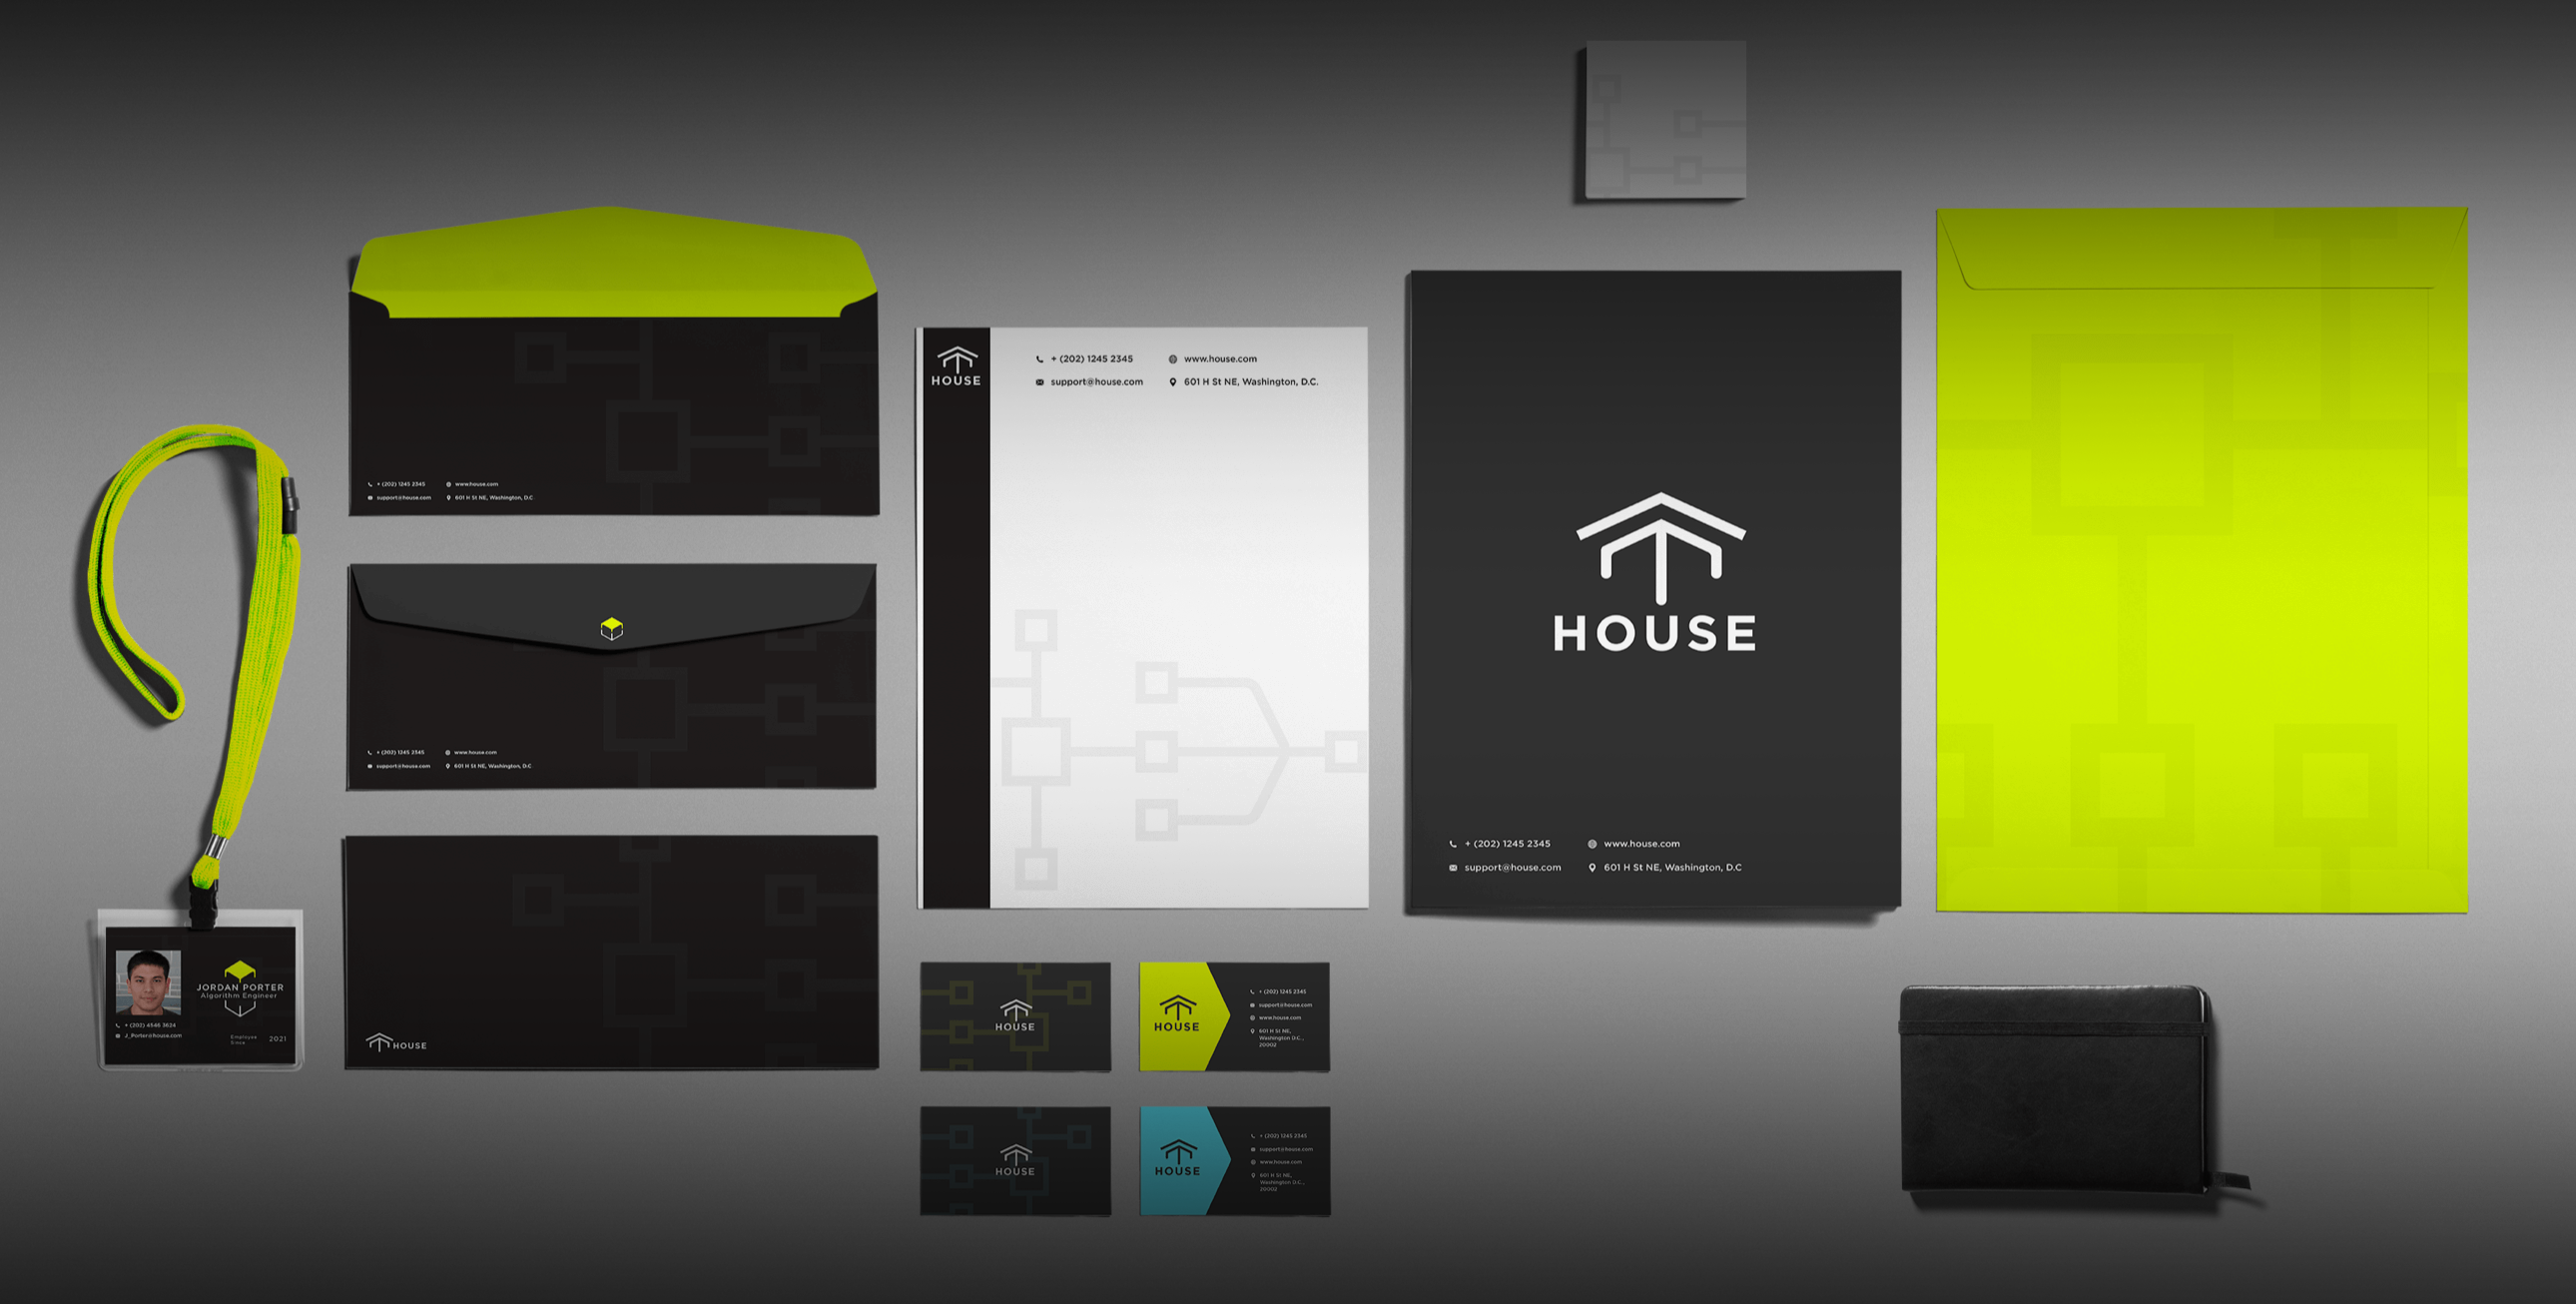 + (202) 1245 2345
www.house.com
support@house.com
601 H St NE, Washington, D.C
+ (202) 1245 2345
www.house.com
support@house.com
601 H St NE, Washington, D.C
HOUSE
JORDAN PORTER
Algorithm Engineer
+ (202) 4546 3624
J_Porter@house.com
Employee
Since
2021
HOUSE
+ (202) 1245 2345
www.house.com
support@house.com
601 H St NE, Washington, D.C.
HOUSE
+ (202) 1245 2345
www.house.com
support@house.com
601 H St NE, Washington, D.C
HOUSE
HOUSE
+ (202) 1245 2345
support@house.com
www.house.com
601 H St NE,
Washington D.C.,
20002
HOUSE
HOUSE
+ (202) 1245 2345
support@house.com
www.house.com
601 H St NE,
Washington D.C.,
20002